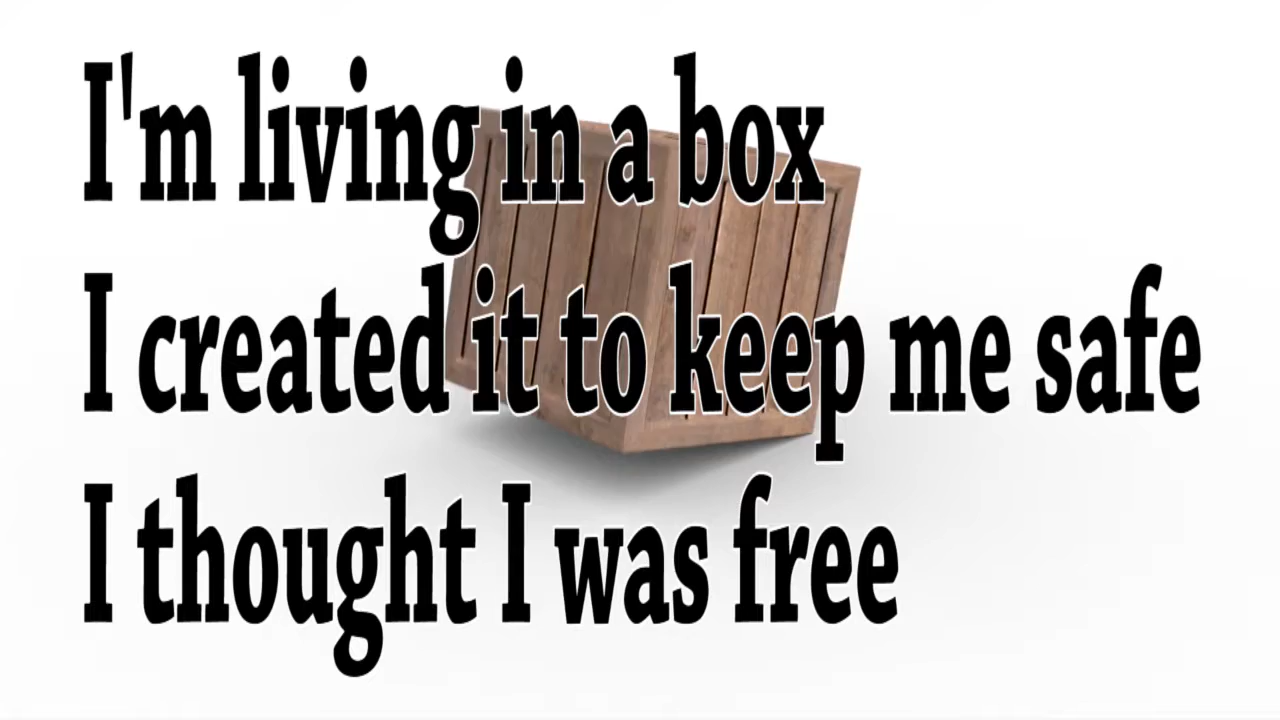 I'm living in a box
I created it to keep me safe
I thought I was free